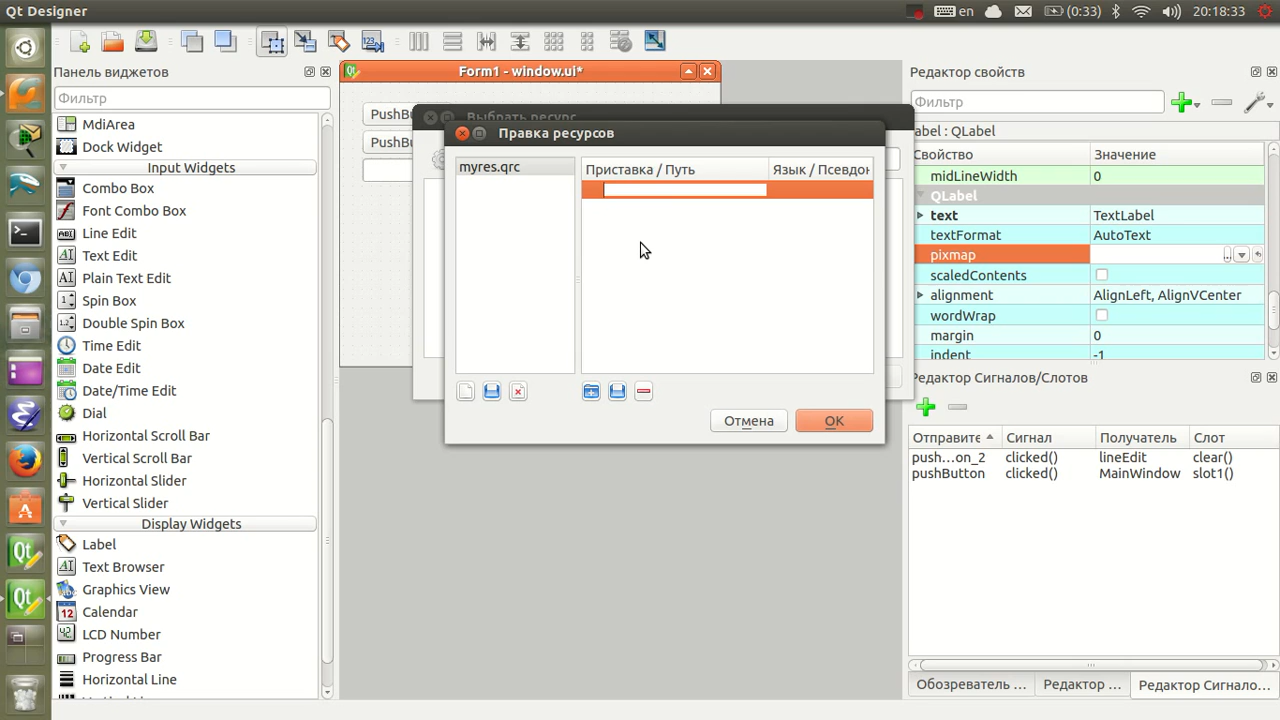 Qt Designer
en
(0:33)
20:18:33
Панель виджетов
Фильтр
MdiArea
Dock Widget
Input Widgets
Combo Box
Font Combo Box
Line Edit
Text Edit
Plain Text Edit
Spin Box
Double Spin Box
Time Edit
Date Edit
Date/Time Edit
Dial
Horizontal Scroll Bar
Vertical Scroll Bar
Horizontal Slider
Vertical Slider
Display Widgets
Label
Text Browser
Graphics View
Calendar
LCD Number
Progress Bar
Horizontal Line
Form1 - window.ui*
PushBu
PushBu
Выбрать ресурс
Правка ресурсов
myres.qrc
Приставка / Путь
Язык / Псевдон
Отмена
OK
Редактор свойств
Фильтр
abel : QLabel
Свойство
Значение
midLineWidth
0
QLabel
text
TextLabel
textFormat
AutoText
pixmap
scaledContents
alignment
AlignLeft, AlignVCenter
wordWrap
margin
0
indent
-1
Редактор Сигналов/Слотов
Отправите
Сигнал
Получатель
Слот
push...on_2
clicked()
lineEdit
clear()
pushButton
clicked()
MainWindow
slot1()
Обозреватель ...
Редактор ...
Редактор Сигнало...